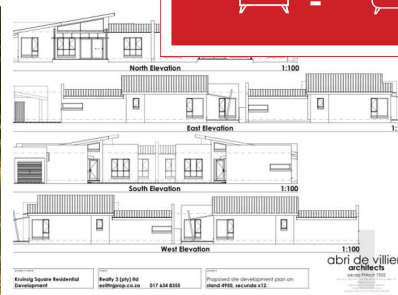 North Elevation 1:100
East Elevation 1:
South Elevation 1:100
West Elevation 1:100
abri de villier
architects
Kruinsig Square Residential
Development
Realty 3 (pty) ltd
017 634 8355
Proposed site development plan on
stand 4950, secunda x12.